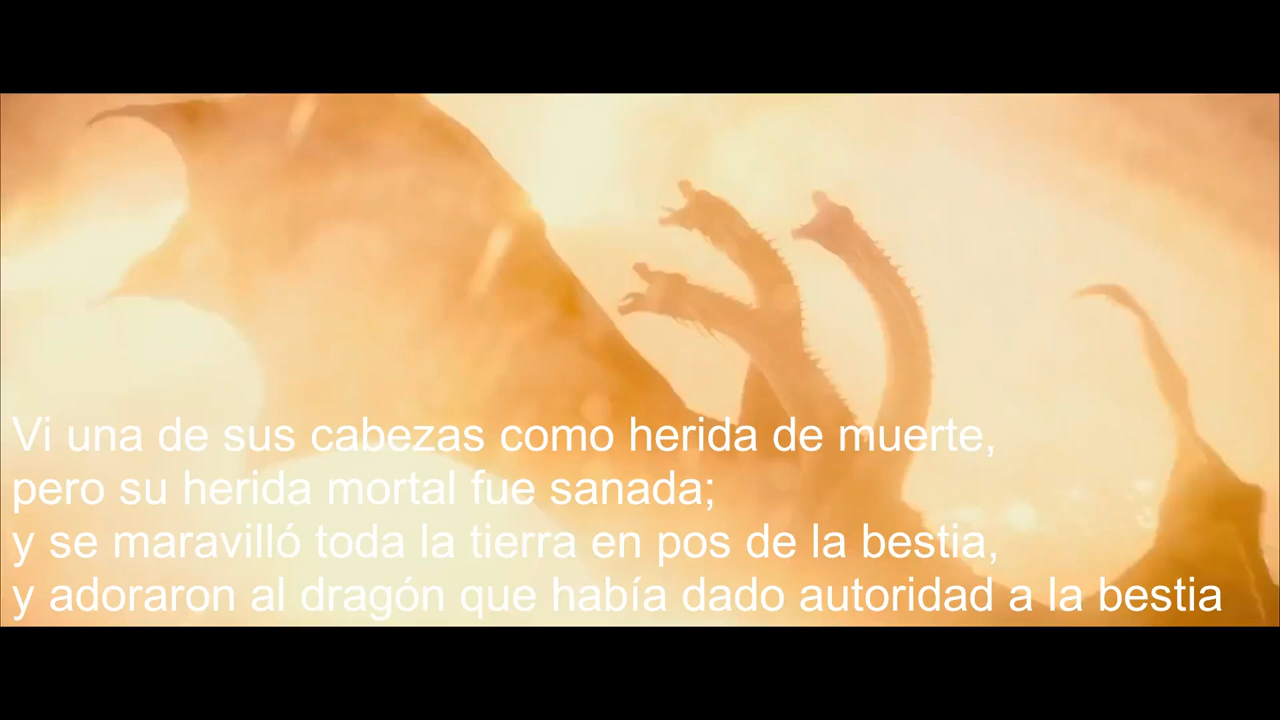 Vi una de sus cabezas como herida de muerte,
pero su herida mortal fue sanada;
y se maravilló toda la tierra en pos de la bestia,
y adoraron al dragón que había dado autoridad a la bestia